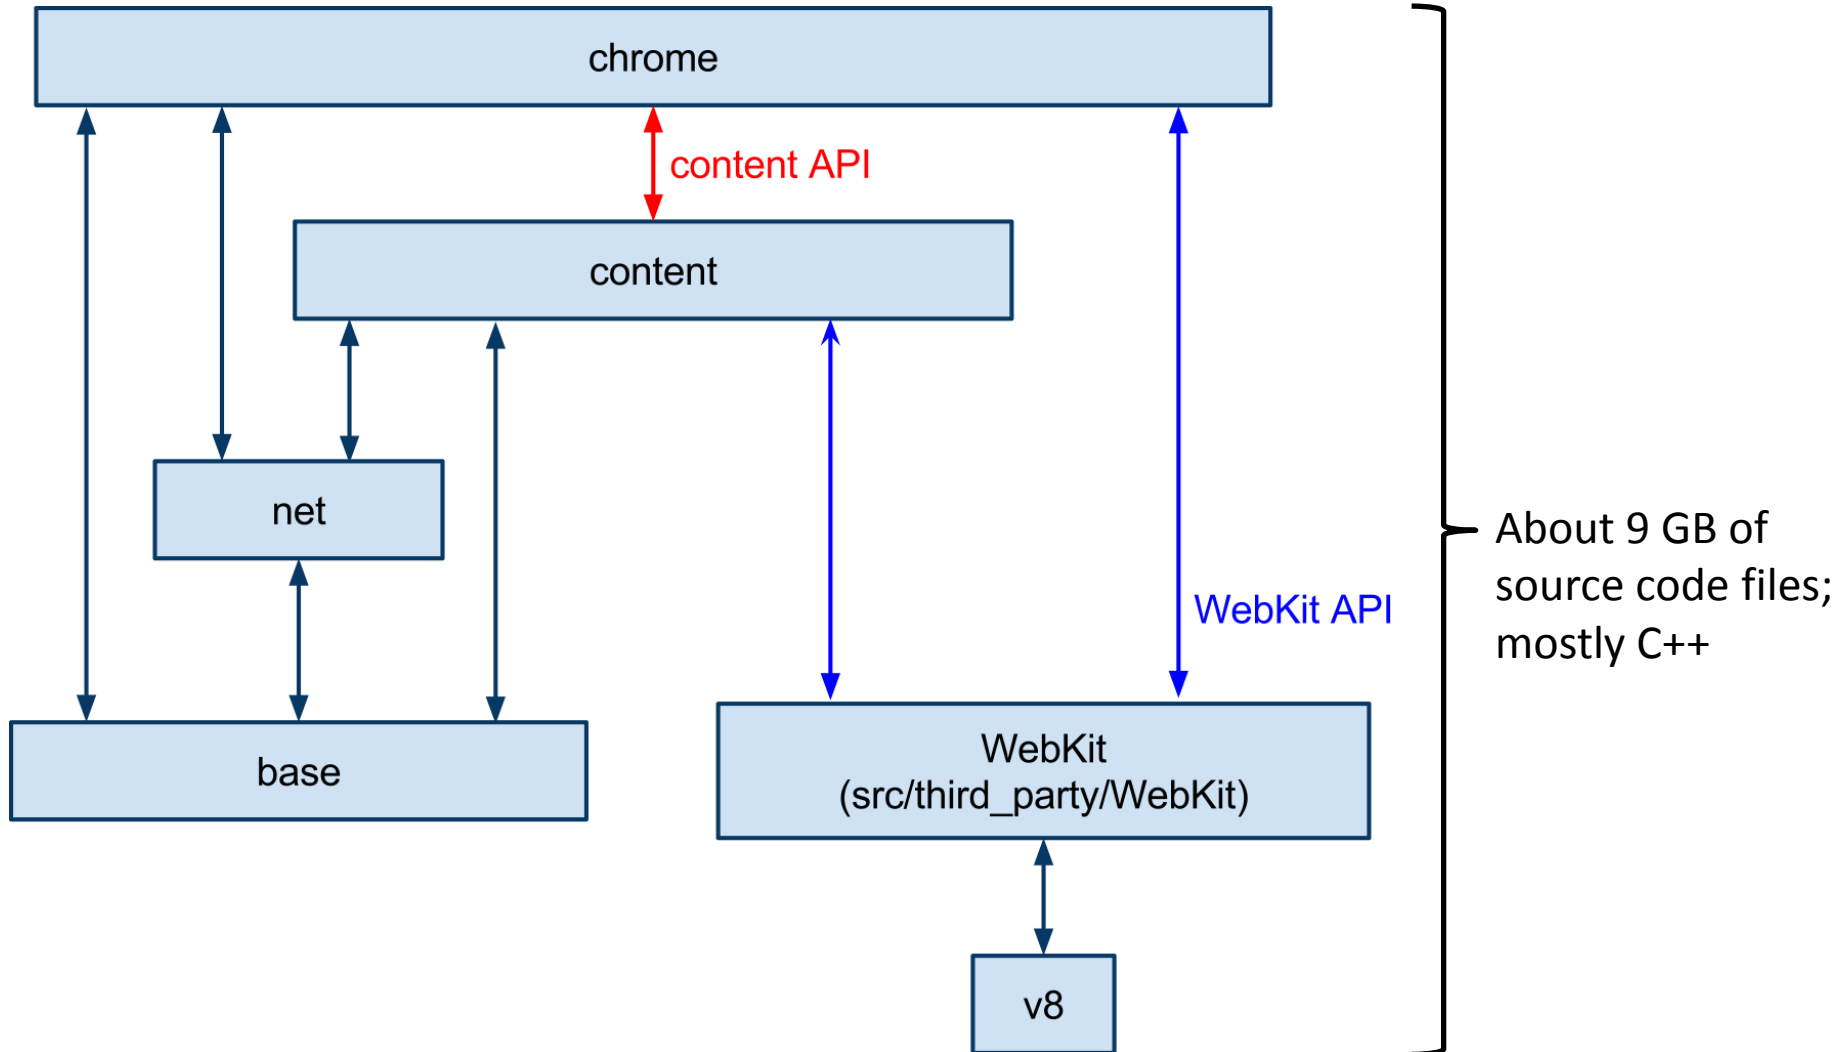 chrome
content API
content
net
About 9 GB of
source code files;
mostly C++
WebKit API
base
WebKit
(src/third_party/WebKit)
v8